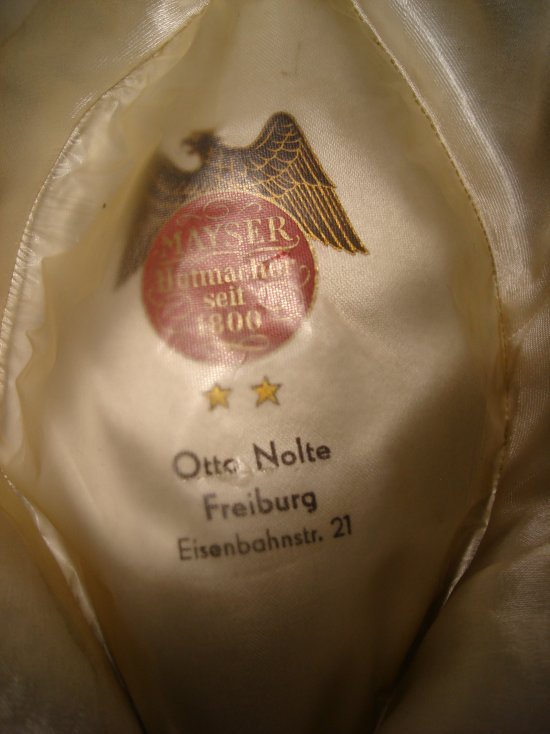 MAYSER
Hutmacher
seit
1800
Otto Nolte
Freiburg
Eisenbahnstr. 21